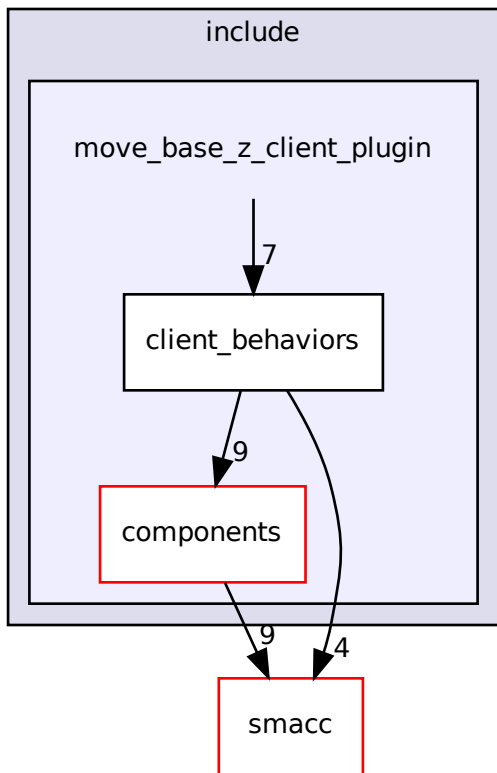 include
move_base_z_client_plugin
7
client_behaviors
9
components
9
4
smacc